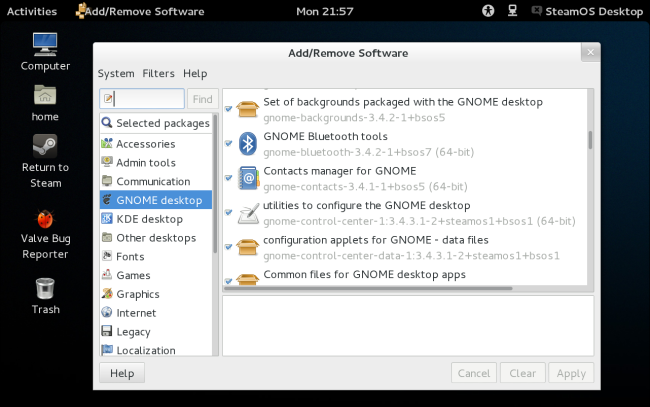 Activities
Add/Remove Software
Mon 21:57
SteamOS Desktop
Computer
home
Return to
Steam
Valve Bug
Reporter
Trash
Add/Remove Software
System Filters Help
Find
Selected packages
Accessories
Admin tools
Communication
GNOME desktop
KDE desktop
Other desktops
Fonts
Games
Graphics
Internet
Legacy
Localization
Set of backgrounds packaged with the GNOME desktop
gnome-backgrounds-3.4.2-1+bsos5
GNOME Bluetooth tools
gnome-bluetooth-3.4.2-1+bsos7 (64-bit)
Contacts manager for GNOME
gnome-contacts-3.4.1-1+bsos5 (64-bit)
utilities to configure the GNOME desktop
gnome-control-center-1:3.4.3.1-2+steamos1+bsos1 (64-bit)
configuration applets for GNOME - data files
gnome-control-center-data-1:3.4.3.1-2+steamos1+bsos1
Common files for GNOME desktop apps
Help
Cancel Clear Apply